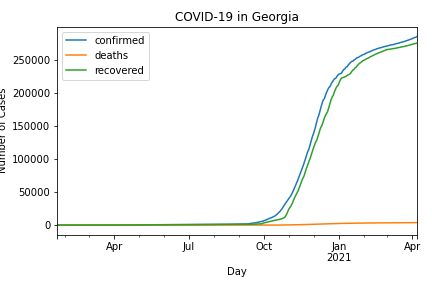 COVID-19 in Georgia
confirmed
deaths
recovered
250000
200000
150000
100000
50000
0
Number of Cases
Apr
Jul
Oct
Jan
2021
Apr
Day